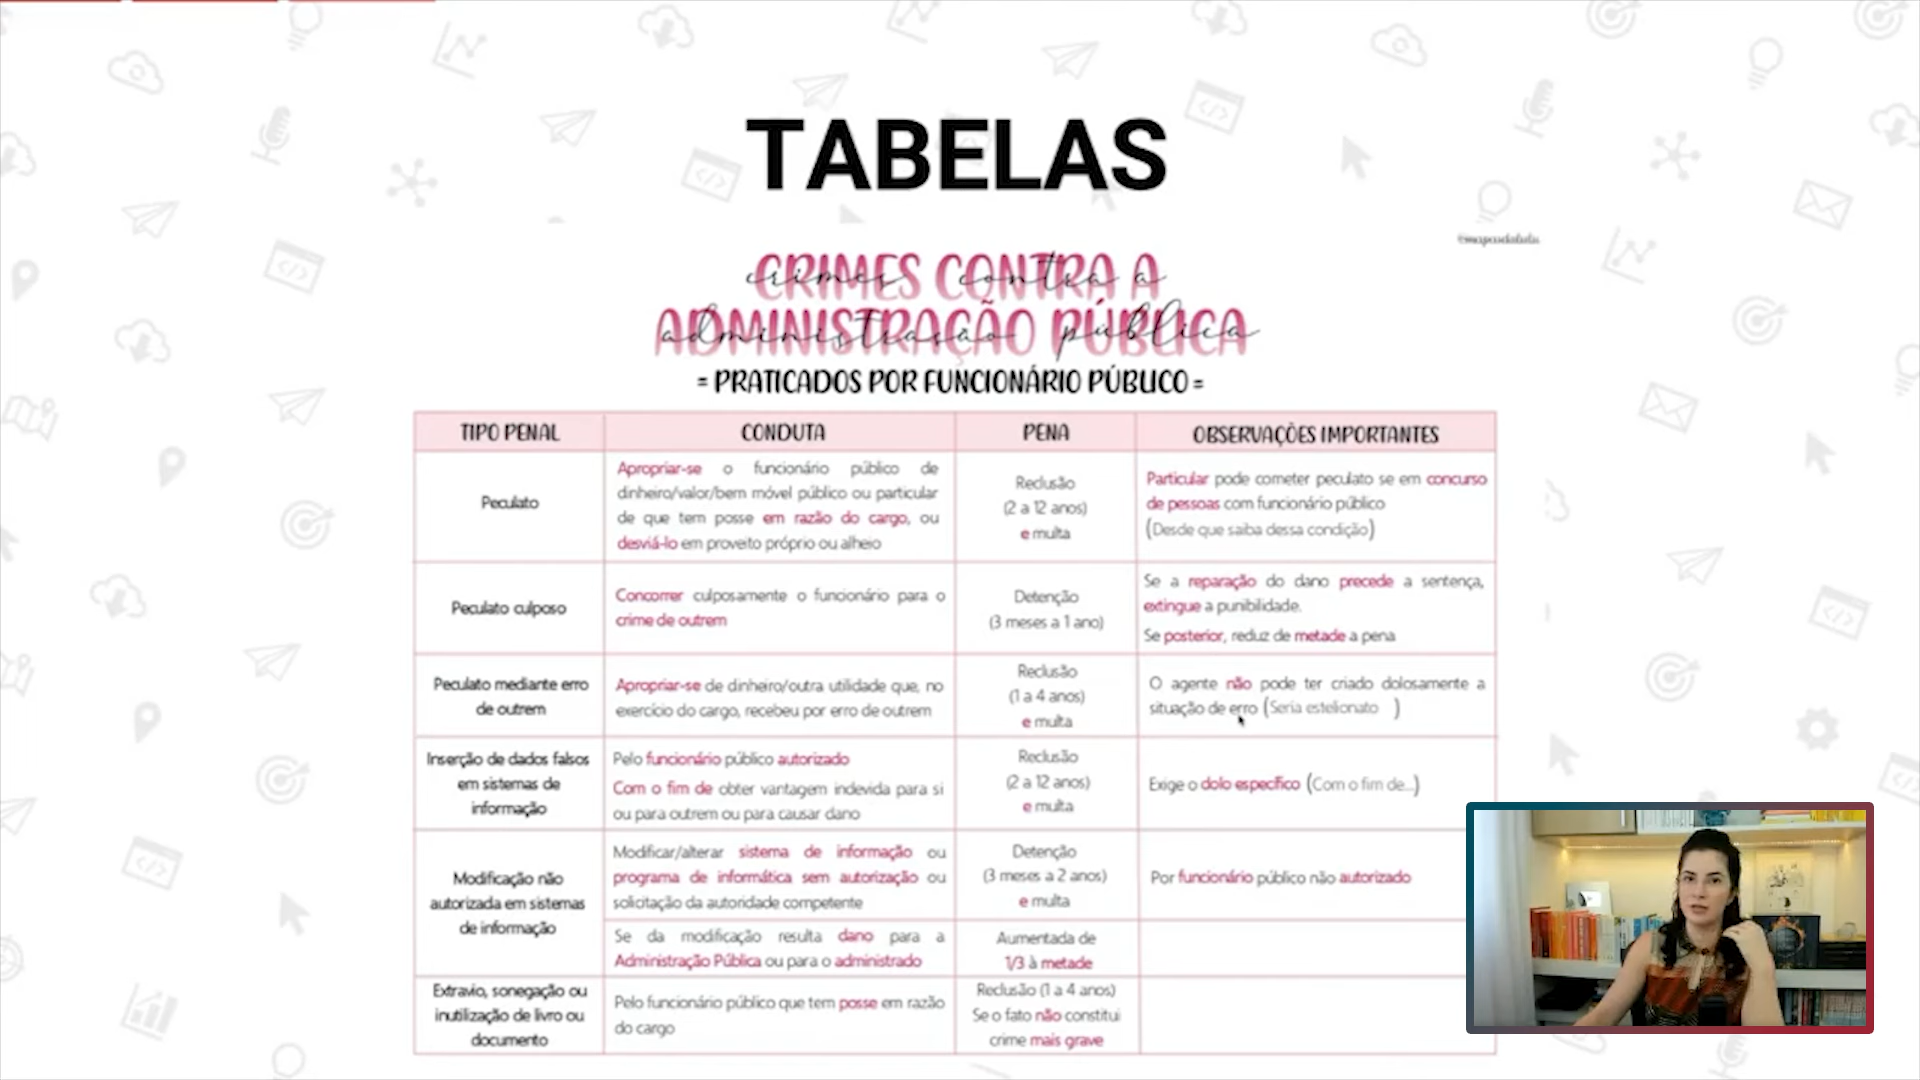 TABELAS
@mapasdalulu
CRIMES CONTRA A
crimes contra a
ADMINISTRAÇÃO PÚBLICA
administração pública
= PRATICADOS POR FUNCIONÁRIO PÚBLICO =
TIPO PENAL
CONDUTA
PENA
OBSERVAÇÕES IMPORTANTES
Peculato
Apropriar-se o funcionário público de
dinheiro/valor/bem móvel público ou particular
de que tem posse em razão do cargo, ou
desviá-lo em proveito próprio ou alheio
Reclusão
(2 a 12 anos)
e multa
Particular pode cometer peculato se em concurso
de pessoas com funcionário público
(Desde que saiba dessa condição)
Peculato culposo
Concorrer culposamente o funcionário para o
crime de outrem
Detenção
(3 meses a 1 ano)
Se a reparação do dano precede a sentença,
extingue a punibilidade.
Se posterior, reduz de metade a pena
Peculato mediante erro
de outrem
Apropriar-se de dinheiro/outra utilidade que, no
exercício do cargo, recebeu por erro de outrem
Reclusão
(1 a 4 anos)
e multa
O agente não pode ter criado dolosamente a
situação de erro (Seria estelionato )
Inserção de dados falsos
em sistemas de
informação
Pelo funcionário público autorizado
Com o fim de obter vantagem indevida para si
ou para outrem ou para causar dano
Reclusão
(2 a 12 anos)
e multa
Exige o dolo específico (Com o fim de...)
Modificação não
autorizada em sistemas
de informação
Modificar/alterar sistema de informação ou
programa de informática sem autorização ou
solicitação da autoridade competente
Detenção
(3 meses a 2 anos)
e multa
Por funcionário público não autorizado
Se da modificação resulta dano para a
Administração Pública ou para o administrado
Aumentada de
1/3 à metade
Extravio, sonegação ou
inutilização de livro ou
documento
Pelo funcionário público que tem posse em razão
do cargo
Reclusão (1 a 4 anos)
Se o fato não constitui
crime mais grave